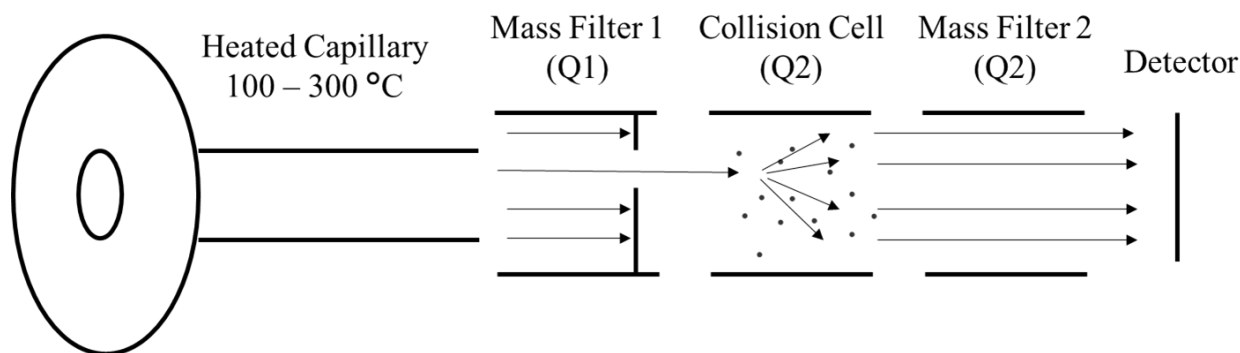 Heated Capillary
100 – 300 °C
Mass Filter 1
(Q1)
Collision Cell
(Q2)
Mass Filter 2
(Q2)
Detector